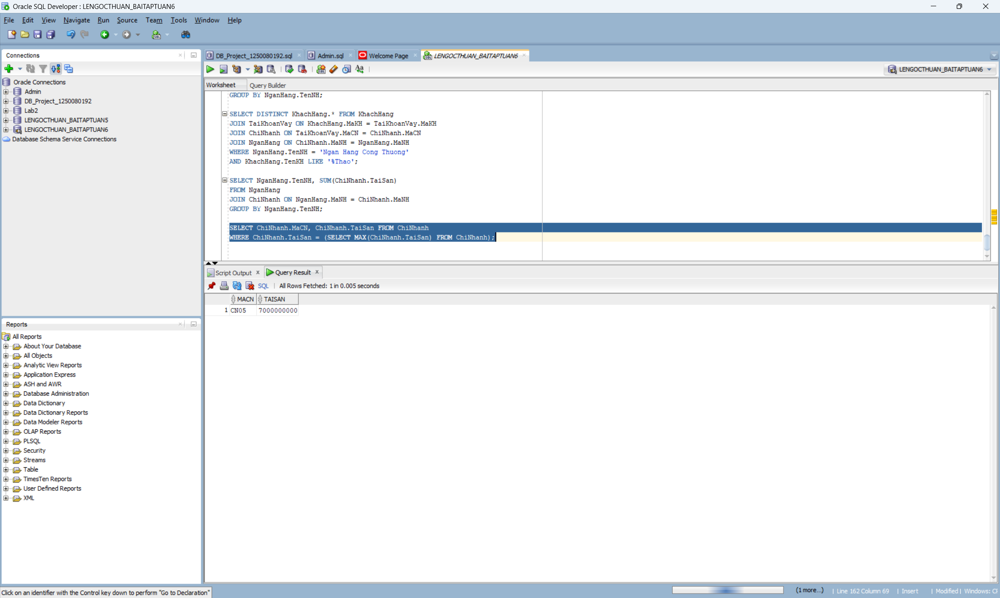 Oracle SQL Developer : LENGOCTHUAN_BAITAPTUAN6
File Edit View Navigate Run Source Team Tools Window Help
Connections
Oracle Connections
Admin
DB_Project_1250080192
Lab2
LENGOCTHUAN_BAITAPTUAN5
LENGOCTHUAN_BAITAPTUAN6
Database Schema Service Connections
Reports
All Reports
About Your Database
All Objects
Analytic View Reports
Application Express
ASH and AWR
Database Administration
Data Dictionary
Data Dictionary Reports
Data Modeler Reports
OLAP Reports
PLSQL
Security
Streams
Table
TimesTen Reports
User Defined Reports
XML
DB_Project_1250080192.sql Admin.sql Welcome Page LENGOCTHUAN_BAITAPTUAN6
LENGOCTHUAN_BAITAPTUAN6
Worksheet Query Builder
GROUP BY NganHang.TenNH;
SELECT DISTINCT KhachHang.* FROM KhachHang
JOIN TaiKhoanVay ON KhachHang.MaKH = TaiKhoanVay.MaKH
JOIN ChiNhanh ON TaiKhoanVay.MaCN = ChiNhanh.MaCN
JOIN NganHang ON ChiNhanh.MaNH = NganHang.MaNH
WHERE NganHang.TenNH = 'Ngan Hang Cong Thuong'
AND KhachHang.TenKH LIKE '%Thao';
SELECT NganHang.TenNH, SUM(ChiNhanh.TaiSan)
FROM NganHang
JOIN ChiNhanh ON NganHang.MaNH = ChiNhanh.MaNH
GROUP BY NganHang.TenNH;
SELECT ChiNhanh.MaCN, ChiNhanh.TaiSan FROM ChiNhanh
WHERE ChiNhanh.TaiSan = (SELECT MAX(ChiNhanh.TaiSan) FROM ChiNhanh);
Script Output Query Result
SQL | All Rows Fetched: 1 in 0.005 seconds
MACN TAISAN
1 CN05 7000000000
Click on an identifier with the Control key down to perform "Go to Declaration"
(1 more...) | Line 162 Column 69 | Insert | Modified | Windows: